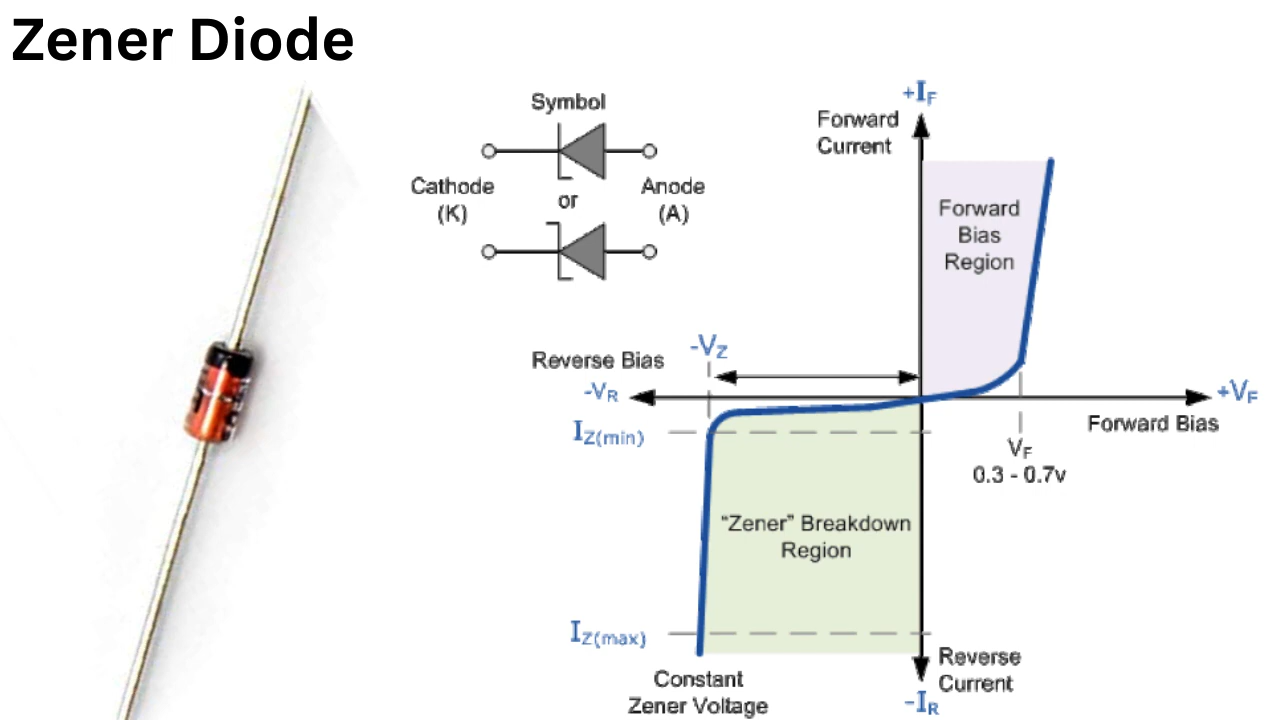 Zener Diode
Symbol
Cathode
(K)
or
Anode
(A)
+IF
Forward
Current
Forward
Bias
Region
-VZ
Reverse Bias
-VR
+VF
Forward Bias
IZ(min)
VF
0.3 - 0.7v
“Zener” Breakdown
Region
IZ(max)
Constant
Zener Voltage
Reverse
Current
-IR